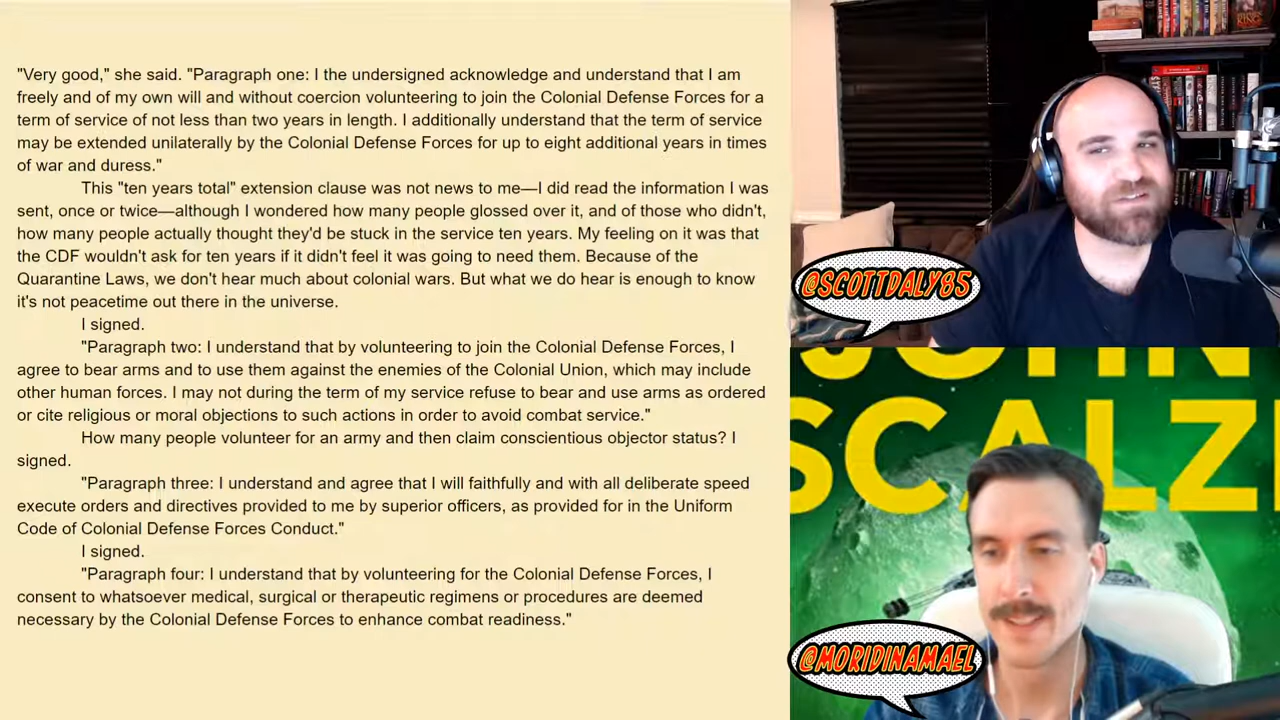 "Very good," she said. "Paragraph one: I the undersigned acknowledge and understand that I am
freely and of my own will and without coercion volunteering to join the Colonial Defense Forces for a
term of service of not less than two years in length. I additionally understand that the term of service
may be extended unilaterally by the Colonial Defense Forces for up to eight additional years in times
of war and duress."
This "ten years total" extension clause was not news to me—I did read the information I was
sent, once or twice—although I wondered how many people glossed over it, and of those who didn't,
how many people actually thought they'd be stuck in the service ten years. My feeling on it was that
the CDF wouldn't ask for ten years if it didn't feel it was going to need them. Because of the
Quarantine Laws, we don't hear much about colonial wars. But what we do hear is enough to know
it's not peacetime out there in the universe.
I signed.
"Paragraph two: I understand that by volunteering to join the Colonial Defense Forces, I
agree to bear arms and to use them against the enemies of the Colonial Union, which may include
other human forces. I may not during the term of my service refuse to bear and use arms as ordered
or cite religious or moral objections to such actions in order to avoid combat service."
How many people volunteer for an army and then claim conscientious objector status? I
signed.
"Paragraph three: I understand and agree that I will faithfully and with all deliberate speed
execute orders and directives provided to me by superior officers, as provided for in the Uniform
Code of Colonial Defense Forces Conduct."
I signed.
"Paragraph four: I understand that by volunteering for the Colonial Defense Forces, I
consent to whatsoever medical, surgical or therapeutic regimens or procedures are deemed
necessary by the Colonial Defense Forces to enhance combat readiness."
@SCOTTDALY85
JOHN
SCALZI
@MORIDINAMAEL